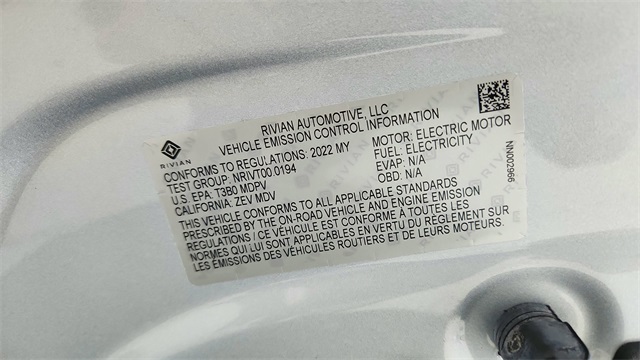 RIVIAN AUTOMOTIVE, LLC
VEHICLE EMISSION CONTROL INFORMATION
RIVIAN
CONFORMS TO REGULATIONS: 2022 MY
TEST GROUP: NRIVT00.0194
U.S. EPA: T3B0 MDPV
CALIFORNIA: ZEV MDV
MOTOR: ELECTRIC MOTOR
FUEL: ELECTRICITY
EVAP: N/A
OBD: N/A
NN002966
THIS VEHICLE CONFORMS TO ALL APPLICABLE STANDARDS
PRESCRIBED BY THE ON-ROAD VEHICLE AND ENGINE EMISSION
REGULATIONS / CE VÉHICULE EST CONFORME À TOUTES LES
NORMES QUI LUI SONT APPLICABLES EN VERTU DU RÈGLEMENT SUR
LES ÉMISSIONS DES VÉHICULES ROUTIERS ET DE LEURS MOTEURS.